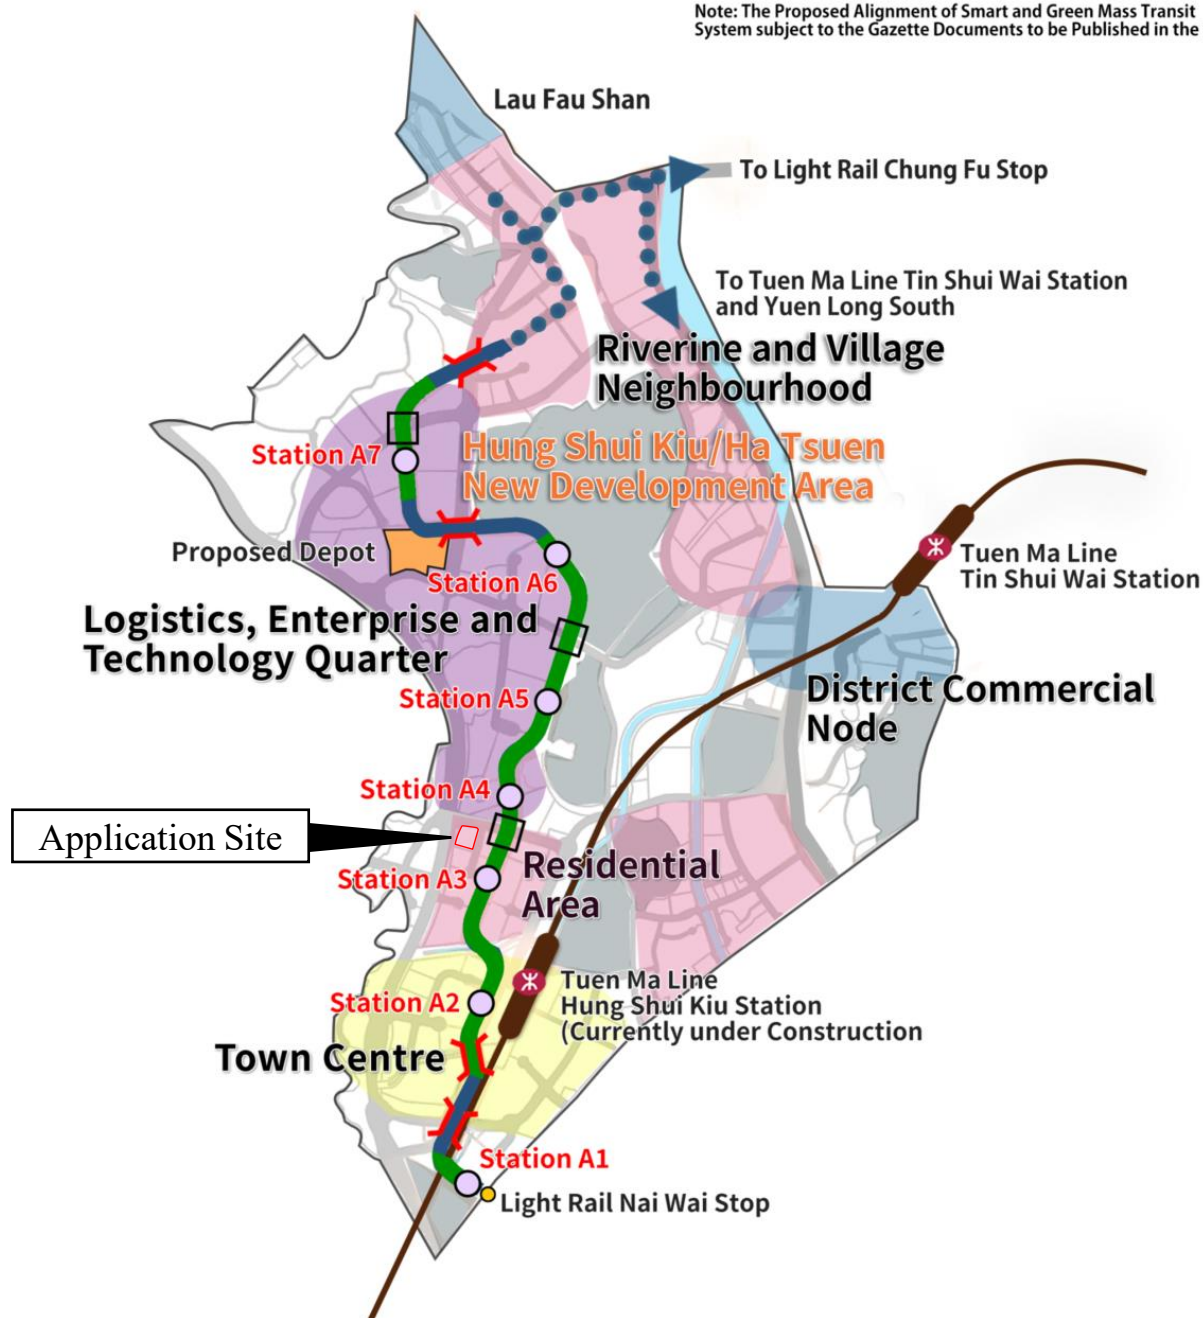 Note: The Proposed Alignment of Smart and Green Mass Transit
System subject to the Gazette Documents to be Published in the
Lau Fau Shan
To Light Rail Chung Fu Stop
To Tuen Ma Line Tin Shui Wai Station
and Yuen Long South
Riverine and Village
Neighbourhood
Station A7
Hung Shui Kiu/Ha Tsuen
New Development Area
Proposed Depot
Station A6
Tuen Ma Line
Tin Shui Wai Station
Logistics, Enterprise and
Technology Quarter
Station A5
District Commercial
Node
Station A4
Application Site
Station A3
Residential
Area
Tuen Ma Line
Hung Shui Kiu Station
(Currently under Construction
Station A2
Town Centre
Station A1
Light Rail Nai Wai Stop